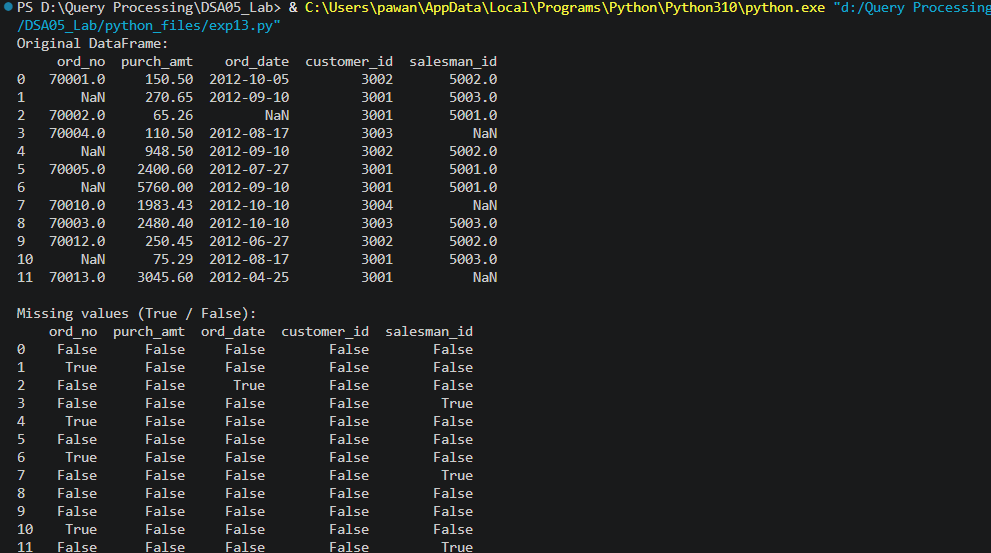 PS D:\Query Processing\DSA05_Lab> & C:\Users\pawan\AppData\Local\Programs\Python\Python310\python.exe "d:/Query Processing
/DSA05_Lab/python_files/exp13.py"
Original DataFrame:
     ord_no  purch_amt    ord_date  customer_id  salesman_id
0   70001.0     150.50  2012-10-05         3002       5002.0
1       NaN     270.65  2012-09-10         3001       5003.0
2   70002.0      65.26         NaN         3001       5001.0
3   70004.0     110.50  2012-08-17         3003          NaN
4       NaN     948.50  2012-09-10         3002       5002.0
5   70005.0    2400.60  2012-07-27         3001       5001.0
6       NaN    5760.00  2012-09-10         3001       5001.0
7   70010.0    1983.43  2012-10-10         3004          NaN
8   70003.0    2480.40  2012-10-10         3003       5003.0
9   70012.0     250.45  2012-06-27         3002       5002.0
10      NaN      75.29  2012-08-17         3001       5003.0
11  70013.0    3045.60  2012-04-25         3001          NaN

Missing values (True / False):
    ord_no  purch_amt  ord_date  customer_id  salesman_id
0    False      False     False        False        False
1     True      False     False        False        False
2    False      False      True        False        False
3    False      False     False        False         True
4     True      False     False        False        False
5    False      False     False        False        False
6     True      False     False        False        False
7    False      False     False        False         True
8    False      False     False        False        False
9    False      False     False        False        False
10    True      False     False        False        False
11   False      False     False        False         True